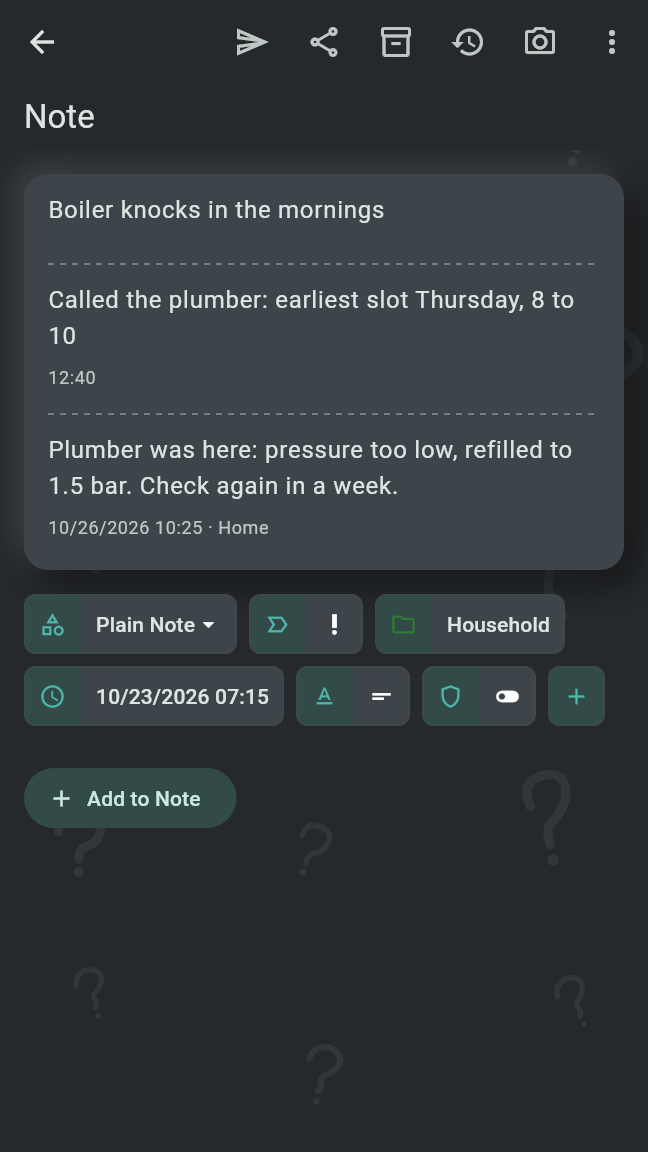 Note
Boiler knocks in the mornings
Called the plumber: earliest slot Thursday, 8 to
10
12:40
Plumber was here: pressure too low, refilled to
1.5 bar. Check again in a week.
10/26/2026 10:25 · Home
Plain Note
Household
10/23/2026 07:15
Add to Note